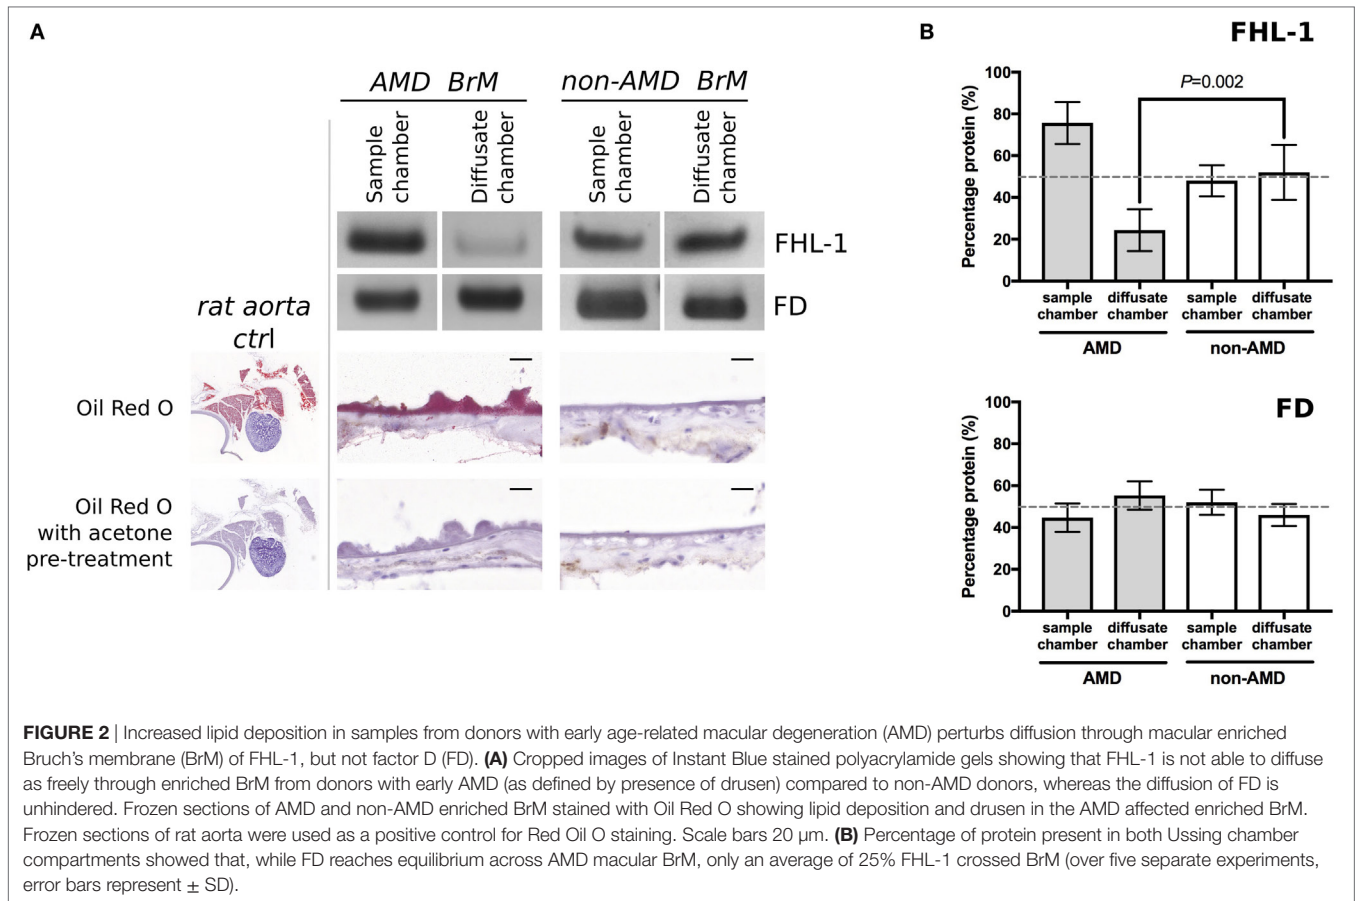 A
AMD BrM
non-AMD BrM
Sample chamber
Diffusate chamber
Sample chamber
Diffusate chamber
FHL-1
FD
rat aorta
ctrl
Oil Red O
Oil Red O
with acetone
pre-treatment
B
FHL-1
P=0.002
Percentage protein (%)
100
80
60
40
20
0
sample chamber
diffusate chamber
sample chamber
diffusate chamber
AMD
non-AMD
FD
Percentage protein (%)
100
80
60
40
20
0
sample chamber
diffusate chamber
sample chamber
diffusate chamber
AMD
non-AMD
FIGURE 2 | Increased lipid deposition in samples from donors with early age-related macular degeneration (AMD) perturbs diffusion through macular enriched
Bruch's membrane (BrM) of FHL-1, but not factor D (FD). (A) Cropped images of Instant Blue stained polyacrylamide gels showing that FHL-1 is not able to diffuse
as freely through enriched BrM from donors with early AMD (as defined by presence of drusen) compared to non-AMD donors, whereas the diffusion of FD is
unhindered. Frozen sections of AMD and non-AMD enriched BrM stained with Oil Red O showing lipid deposition and drusen in the AMD affected enriched BrM.
Frozen sections of rat aorta were used as a positive control for Red Oil O staining. Scale bars 20 µm. (B) Percentage of protein present in both Ussing chamber
compartments showed that, while FD reaches equilibrium across AMD macular BrM, only an average of 25% FHL-1 crossed BrM (over five separate experiments,
error bars represent ± SD).